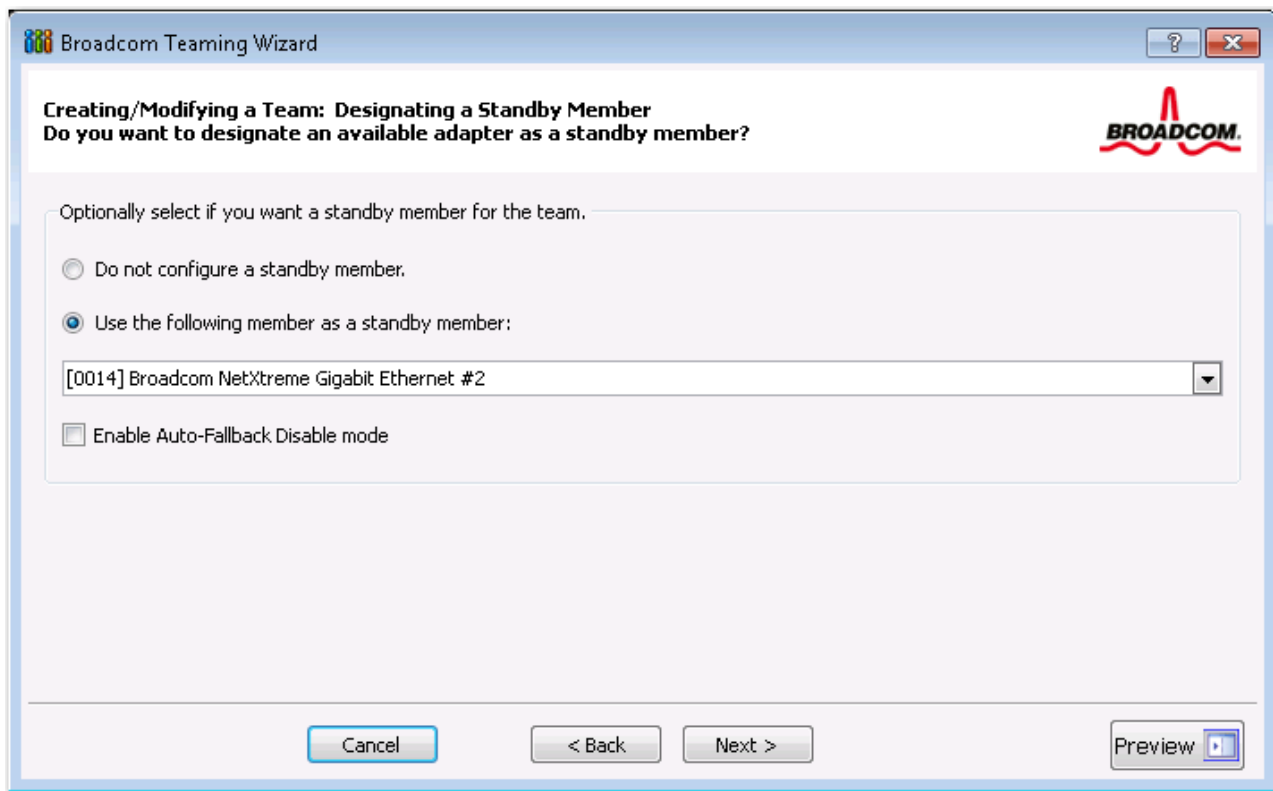 Broadcom Teaming Wizard
Creating/Modifying a Team: Designating a Standby Member
Do you want to designate an available adapter as a standby member?
BROADCOM.
Optionally select if you want a standby member for the team.
Do not configure a standby member.
Use the following member as a standby member:
[0014] Broadcom NetXtreme Gigabit Ethernet #2
Enable Auto-Fallback Disable mode
Cancel
< Back
Next >
Preview